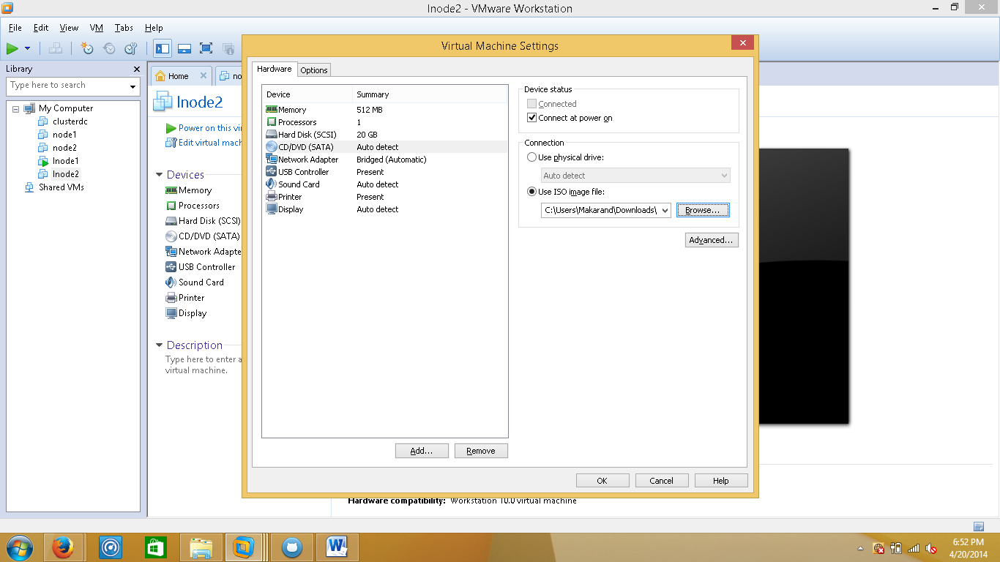 Inode2 - VMware Workstation
File Edit View VM Tabs Help
Library
Type here to search
My Computer
clusterdc
node1
node2
Inode1
Inode2
Shared VMs
Home
no
Inode2
Power on this vir
Edit virtual mach
Devices
Memory
Processors
Hard Disk (SCSI)
CD/DVD (SATA)
Network Adapte
USB Controller
Sound Card
Printer
Display
Description
Type here to enter a
virtual machine.
Virtual Machine Settings
Hardware Options
Device Summary
Memory 512 MB
Processors 1
Hard Disk (SCSI) 20 GB
CD/DVD (SATA) Auto detect
Network Adapter Bridged (Automatic)
USB Controller Present
Sound Card Auto detect
Printer Present
Display Auto detect
Add... Remove
Device status
Connected
Connect at power on
Connection
Use physical drive:
Auto detect
Use ISO image file:
C:\Users\Makarand\Downloads\ Browse...
Advanced...
OK Cancel Help
Hardware compatibility: Workstation 10.0 virtual machine
6:52 PM
4/20/2014